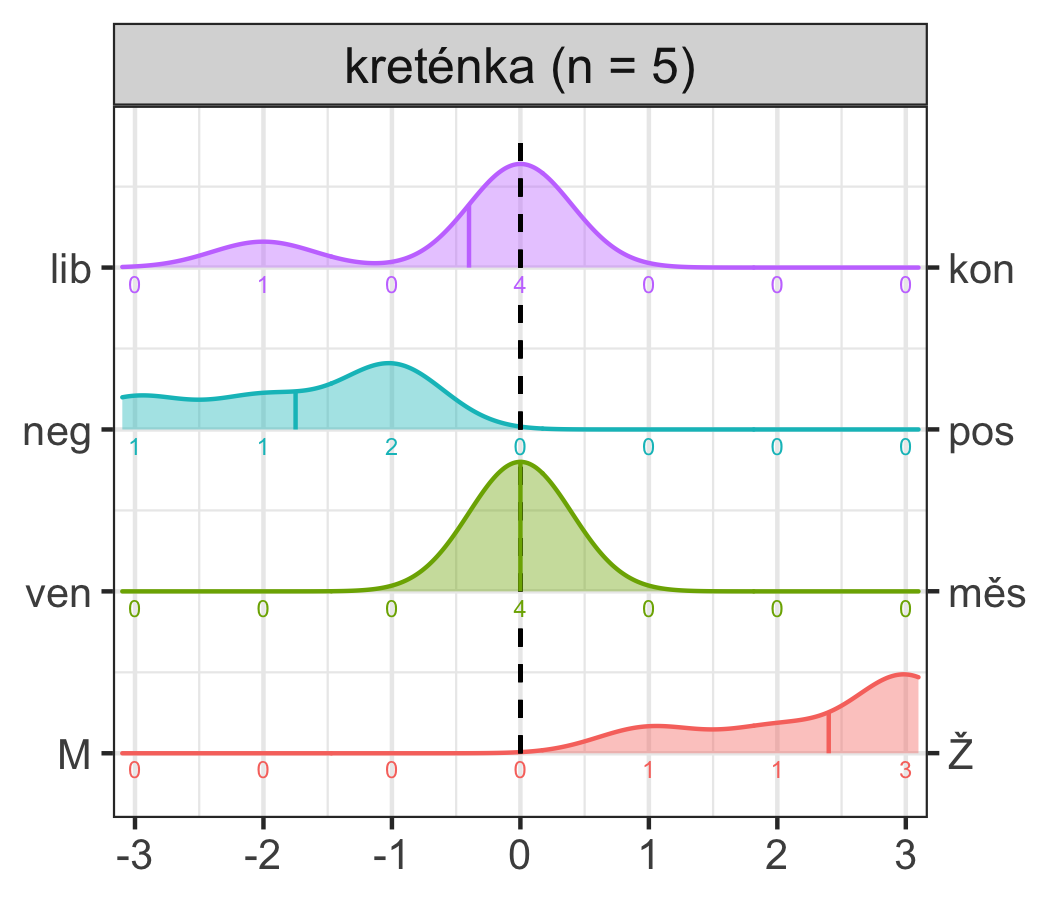 kreténka (n = 5)
lib kon
0 1 0 4 0 0 0
neg pos
1 1 2 0 0 0 0
ven měs
0 0 0 4 0 0 0
M Ž
0 0 0 0 1 1 3
-3 -2 -1 0 1 2 3